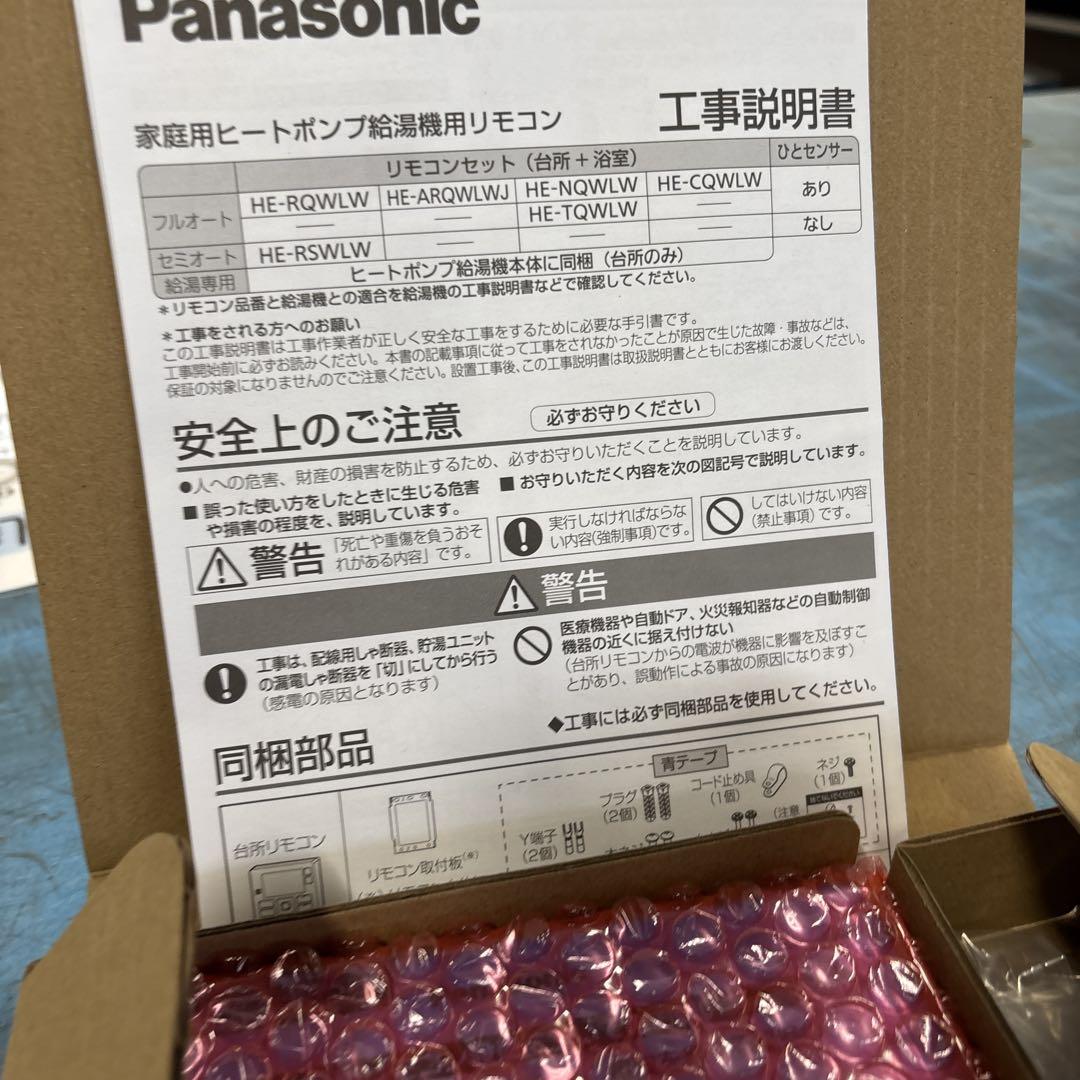 Panasonic
家庭用ヒートポンプ給湯機用リモコン
工事説明書
リモコンセット（台所＋浴室） ひとセンサー
フルオート HE-RQWLW HE-ARQWLWJ HE-NQWLW HE-CQWLW あり
― ― HE-TQWLW ― なし
セミオート HE-RSWLW ― ― ―
給湯専用 ヒートポンプ給湯機本体に同梱（台所のみ）
＊リモコン品番と給湯機との適合を給湯機の工事説明書などで確認してください。
＊工事をされる方へのお願い
この工事説明書は工事作業者が正しく安全な工事をするために必要な手引書です。
工事開始前に必ずお読みください。本書の記載事項に従って工事をされなかったことが原因で生じた故障・事故などは、
保証の対象になりませんのでご注意ください。設置工事後、この工事説明書は取扱説明書とともにお客様にお渡しください。
安全上のご注意 必ずお守りください
●人への危害、財産の損害を防止するため、必ずお守りいただくことを説明しています。
■ 誤った使い方をしたときに生じる危害
や損害の程度を、説明しています。
■ お守りいただく内容を次の図記号で説明しています。
警告 「死亡や重傷を負うおそ
れがある内容」です。
実行しなければならな
い内容(強制事項)です。
してはいけない内容
(禁止事項)です。
警告
工事は、配線用しゃ断器、貯湯ユニット
の漏電しゃ断器を「切」にしてから行う
(感電の原因となります)
医療機器や自動ドア、火災報知器などの自動制御
機器の近くに据え付けない
(台所リモコンからの電波が機器に影響を及ぼすこ
とがあり、誤動作による事故の原因になります)
同梱部品
◆工事には必ず同梱部品を使用してください。
台所リモコン
リモコン取付板(※)
青テープ
Y端子
(2個)
プラグ
(2個)
コード止め具
(1個)
ネジ
(1個)
(注意